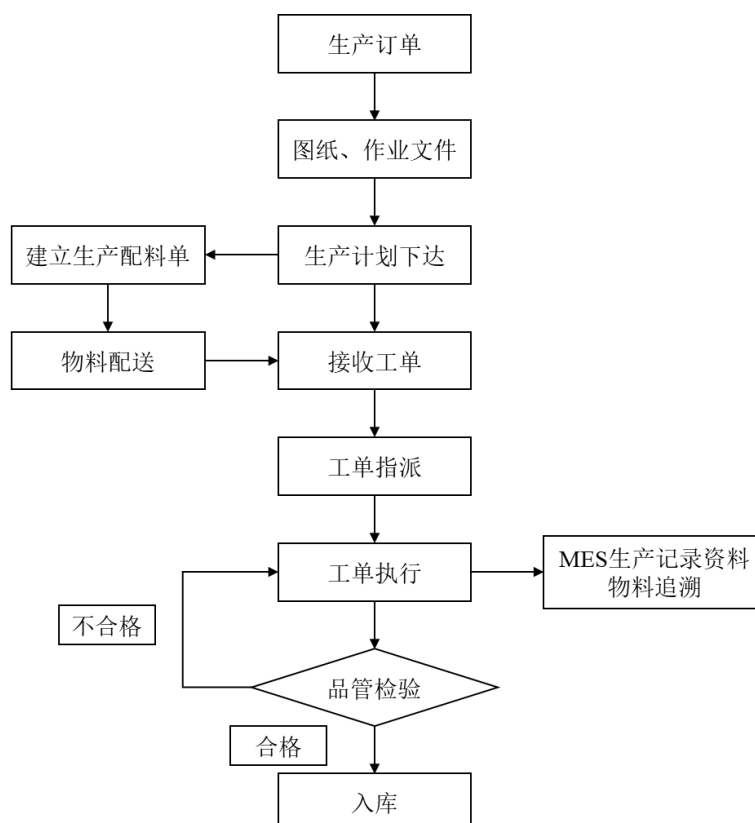 生产订单
图纸、作业文件
建立生产配料单
生产计划下达
物料配送
接收工单
工单指派
工单执行
MES生产记录资料
物料追溯
不合格
品管检验
合格
入库